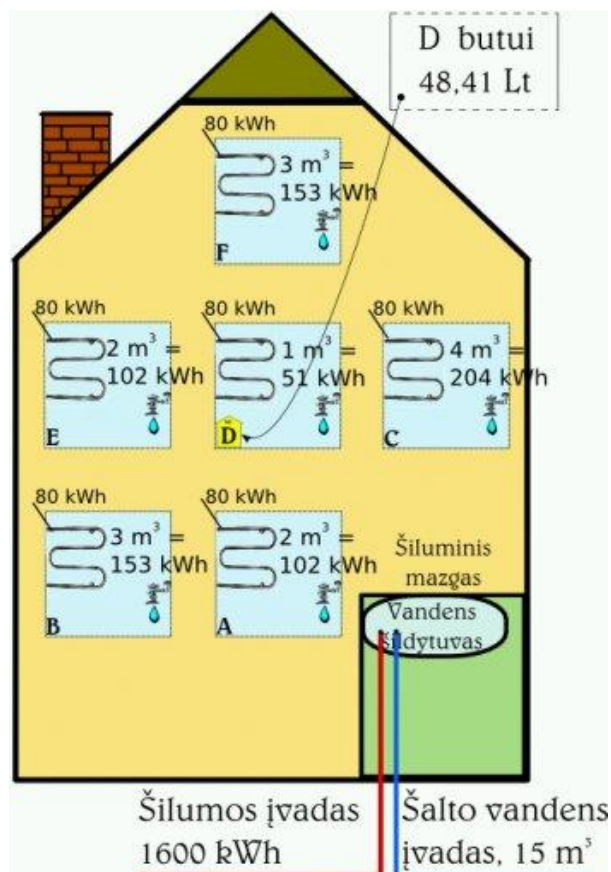 D butui
48,41 Lt
80 kWh
3 m³ =
153 kWh
F
80 kWh
2 m³ =
102 kWh
E
80 kWh
1 m³ =
51 kWh
D
80 kWh
4 m³ =
204 kWh
C
80 kWh
3 m³ =
153 kWh
B
80 kWh
2 m³ =
102 kWh
A
Šiluminis
mazgas
Vandens
šildytuvas
Šilumos įvadas
1600 kWh
Šalto vandens
įvadas, 15 m³